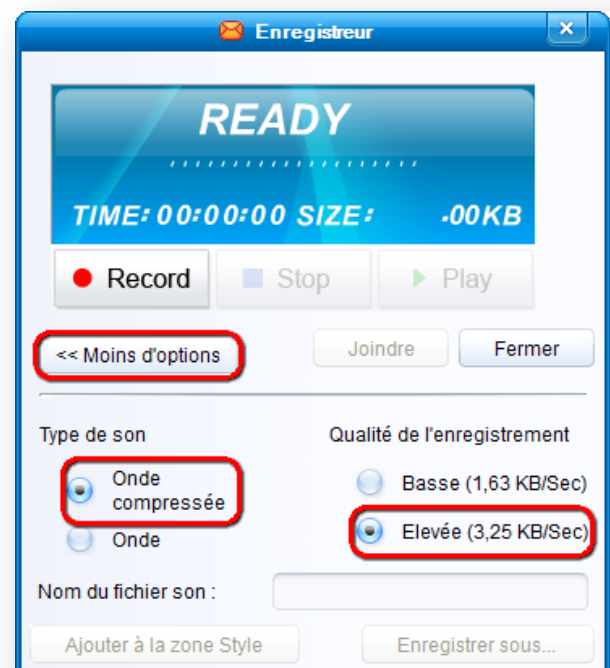 Enregistreur
READY
TIME: 00:00:00 SIZE: .00KB
Record Stop Play
<< Moins d'options Joindre Fermer
Type de son Qualité de l'enregistrement
Onde
compressée
Basse (1,63 KB/Sec)
Onde
Elevée (3,25 KB/Sec)
Nom du fichier son :
Ajouter à la zone Style Enregistrer sous...